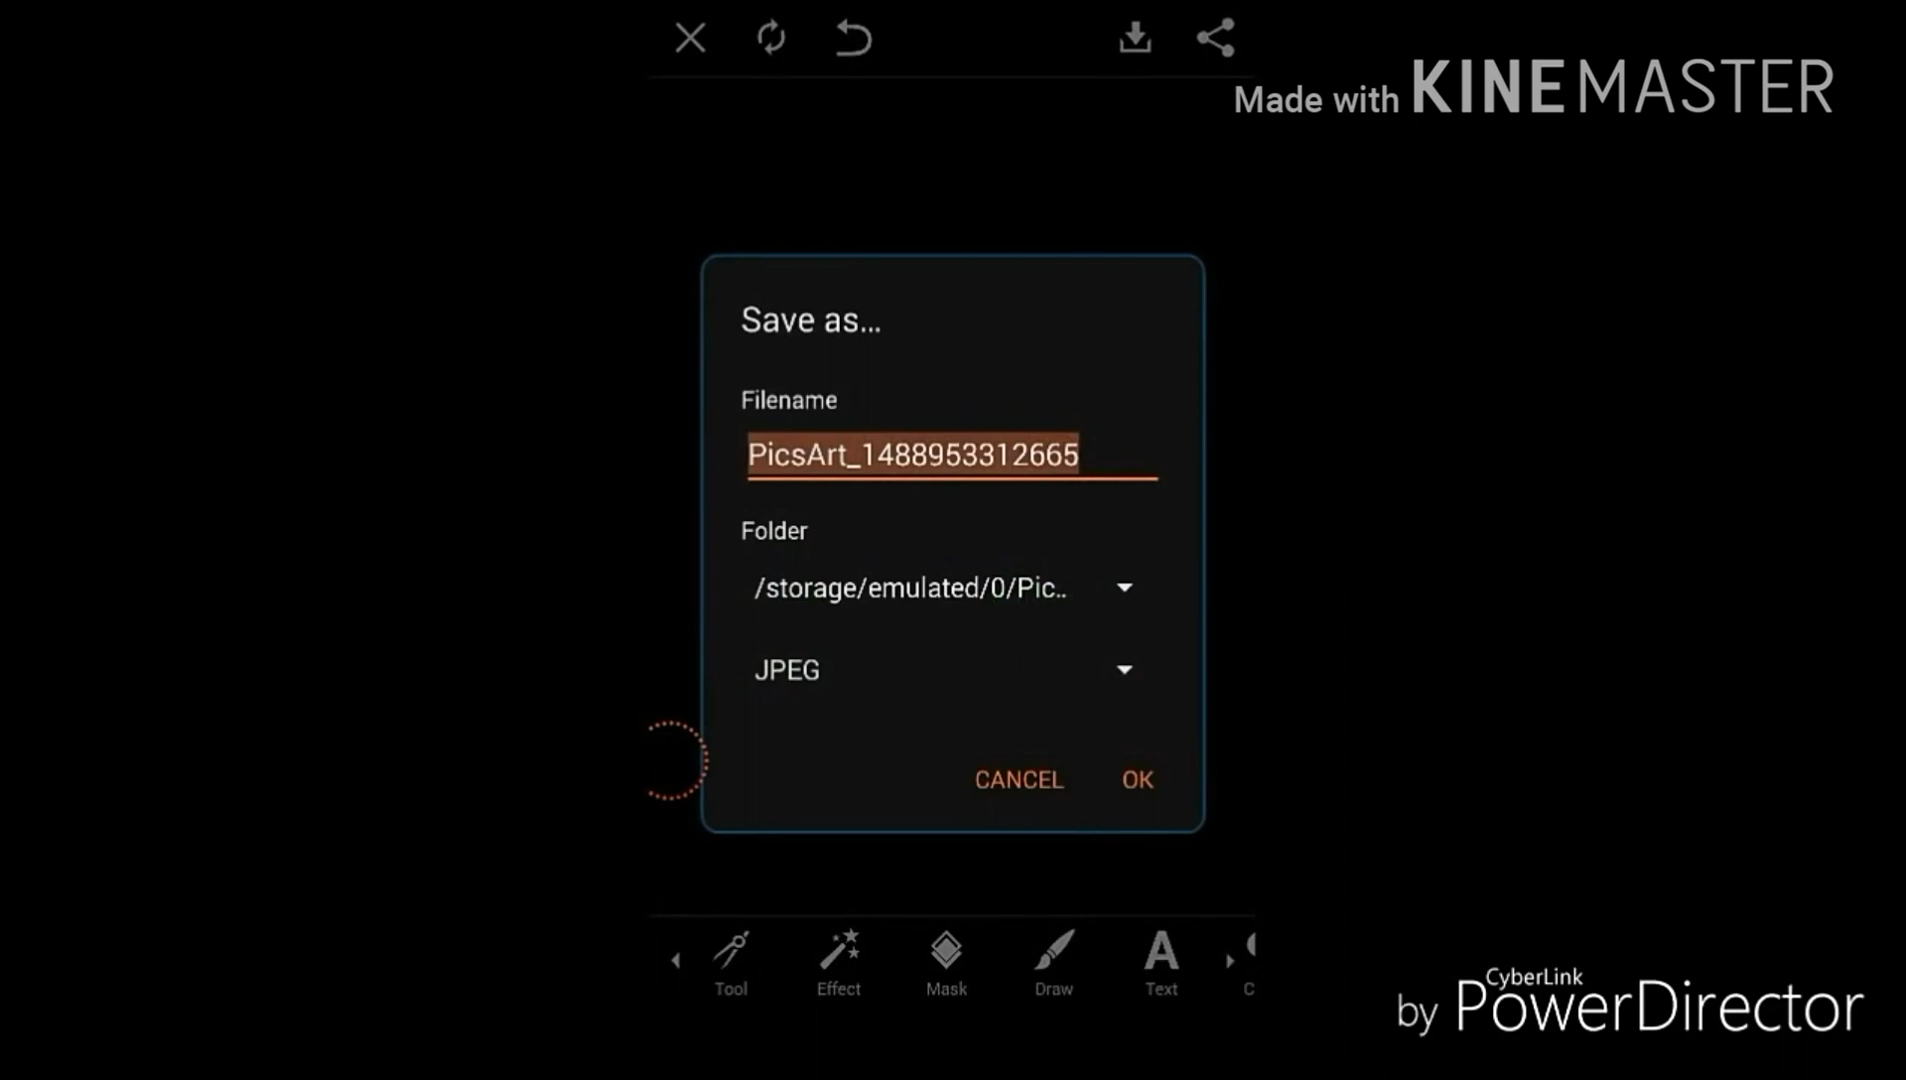 Made with KINEMASTER
Save as...
Filename
PicsArt_1488953312665
Folder
/storage/emulated/0/Pic..
JPEG
CANCEL OK
Tool Effect Mask Draw Text C
CyberLink
by PowerDirector